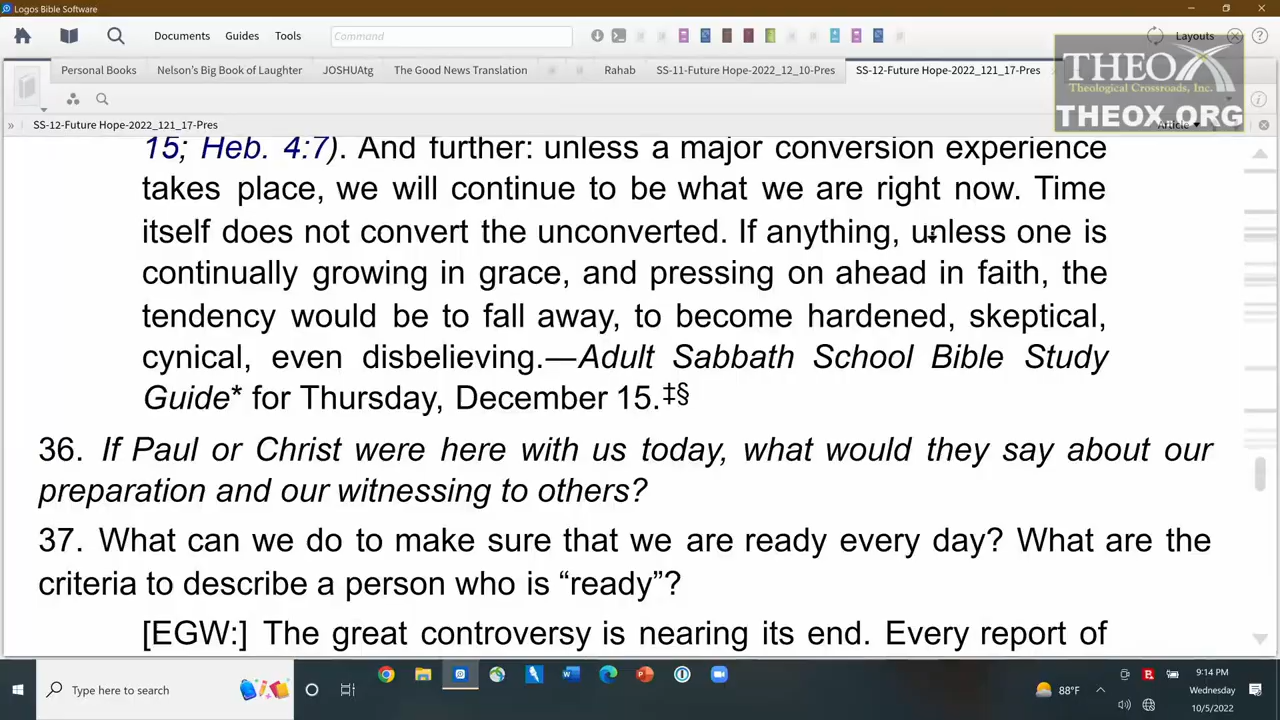 Logos Bible Software
Documents Guides Tools Command Layouts
Personal Books Nelson's Big Book of Laughter JOSHUAtg The Good News Translation Rahab SS-11-Future Hope-2022_12_10-Pres SS-12-Future Hope-2022_121_17-Pres
THEOX
Theological Crossroads, Inc.
THEOX.ORG
» SS-12-Future Hope-2022_121_17-Pres Article
15; Heb. 4:7). And further: unless a major conversion experience
takes place, we will continue to be what we are right now. Time
itself does not convert the unconverted. If anything, unless one is
continually growing in grace, and pressing on ahead in faith, the
tendency would be to fall away, to become hardened, skeptical,
cynical, even disbelieving.—Adult Sabbath School Bible Study
Guide* for Thursday, December 15.‡§
36. If Paul or Christ were here with us today, what would they say about our
preparation and our witnessing to others?
37. What can we do to make sure that we are ready every day? What are the
criteria to describe a person who is “ready”?
[EGW:] The great controversy is nearing its end. Every report of
Type here to search
88°F
9:14 PM
Wednesday
10/5/2022